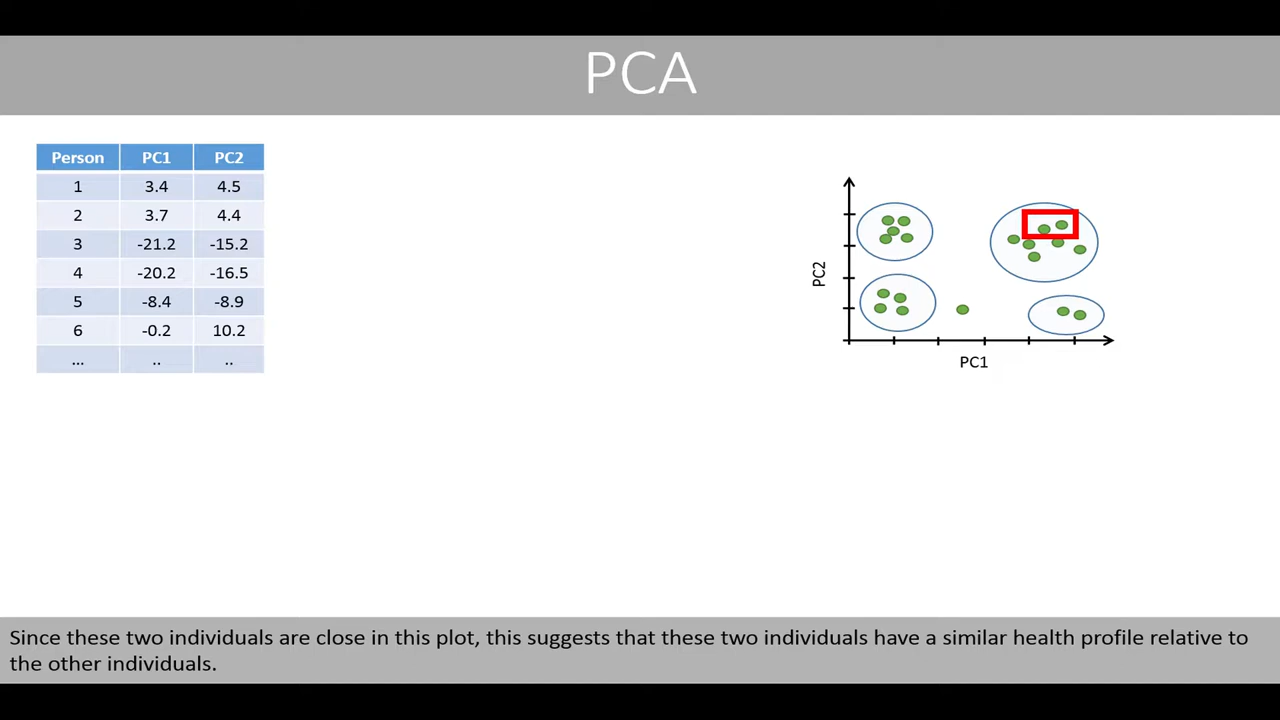 PCA
Person PC1 PC2
1 3.4 4.5
2 3.7 4.4
3 -21.2 -15.2
4 -20.2 -16.5
5 -8.4 -8.9
6 -0.2 10.2
... .. ..
PC2
PC1
Since these two individuals are close in this plot, this suggests that these two individuals have a similar health profile relative to
the other individuals.